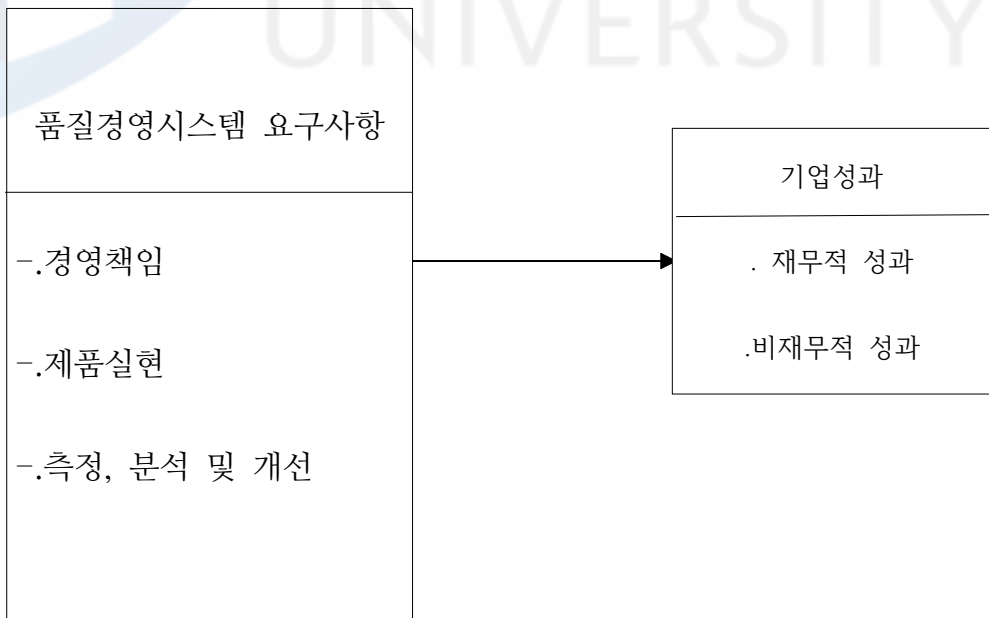 UNIVERSITY
품질경영시스템 요구사항
-.경영책임
-.제품실현
-.측정, 분석 및 개선
기업성과
. 재무적 성과
.비재무적 성과